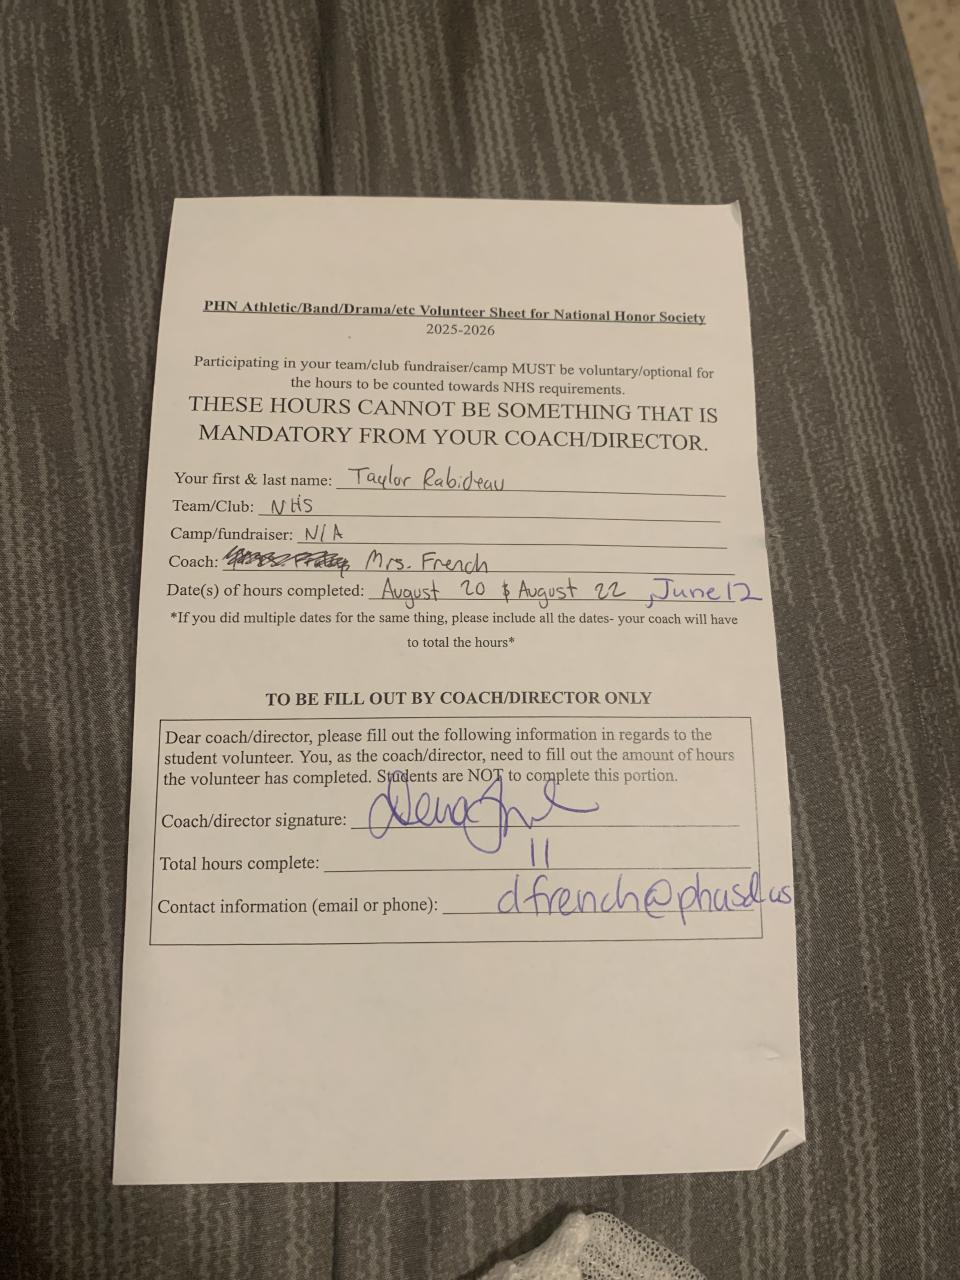 PHN Athletic/Band/Drama/etc Volunteer Sheet for National Honor Society
2025-2026
Participating in your team/club fundraiser/camp MUST be voluntary/optional for
the hours to be counted towards NHS requirements.
THESE HOURS CANNOT BE SOMETHING THAT IS
MANDATORY FROM YOUR COACH/DIRECTOR.
Your first & last name: Taylor Rabideau
Team/Club: NHS
Camp/fundraiser: N/A
Coach: Mrs. French
Date(s) of hours completed: August 20 & August 22, June 12
*If you did multiple dates for the same thing, please include all the dates- your coach will have
to total the hours*
TO BE FILL OUT BY COACH/DIRECTOR ONLY
Dear coach/director, please fill out the following information in regards to the
student volunteer. You, as the coach/director, need to fill out the amount of hours
the volunteer has completed. Students are NOT to complete this portion.
Coach/director signature:
Total hours complete: 11
Contact information (email or phone): dfrench@phasd.us